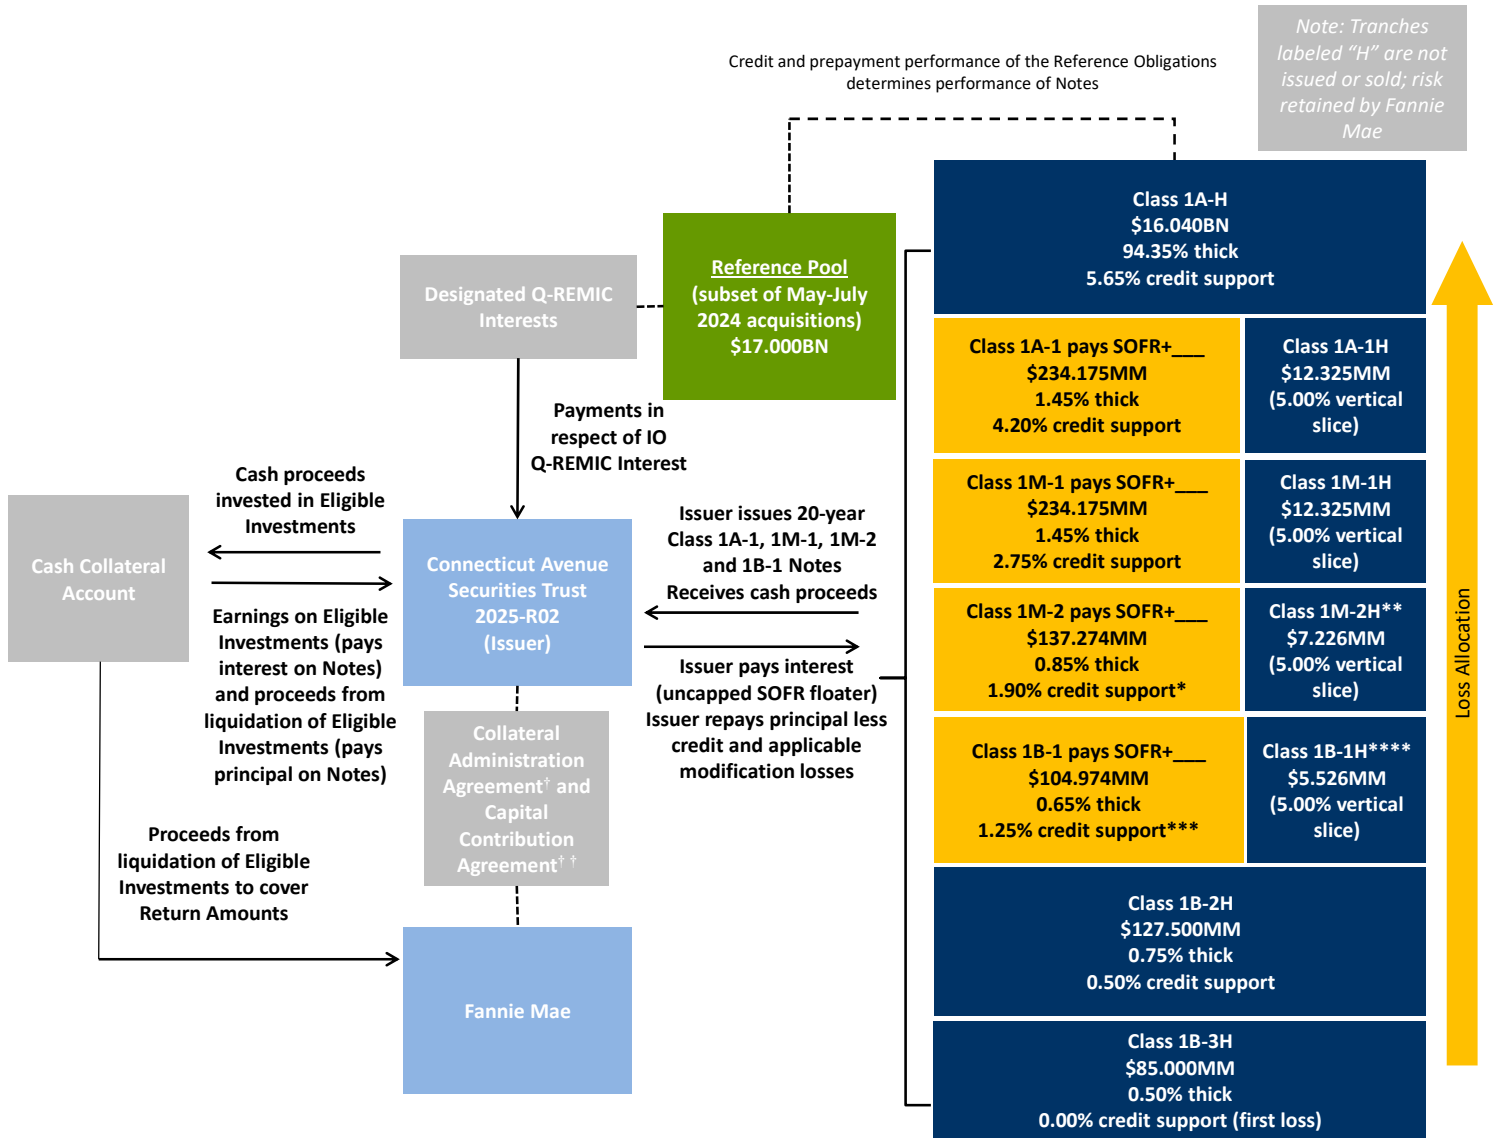 Note: Tranches
labeled “H” are not
issued or sold; risk
retained by Fannie
Mae
Credit and prepayment performance of the Reference Obligations
determines performance of Notes
Class 1A-H
$16.040BN
94.35% thick
5.65% credit support
Reference Pool
(subset of May-July
2024 acquisitions)
$17.000BN
Designated Q-REMIC
Interests
Class 1A-1 pays SOFR+___
$234.175MM
1.45% thick
4.20% credit support
Class 1A-1H
$12.325MM
(5.00% vertical
slice)
Payments in
respect of IO
Q-REMIC Interest
Cash proceeds
invested in Eligible
Investments
Class 1M-1 pays SOFR+___
$234.175MM
1.45% thick
2.75% credit support
Class 1M-1H
$12.325MM
(5.00% vertical
slice)
Issuer issues 20-year
Class 1A-1, 1M-1, 1M-2
and 1B-1 Notes
Receives cash proceeds
Cash Collateral
Account
Connecticut Avenue
Securities Trust
2025-R02
(Issuer)
Class 1M-2 pays SOFR+___
$137.274MM
0.85% thick
1.90% credit support*
Class 1M-2H**
$7.226MM
(5.00% vertical
slice)
Loss Allocation
Earnings on Eligible
Investments (pays
interest on Notes)
and proceeds from
liquidation of Eligible
Investments (pays
principal on Notes)
Issuer pays interest
(uncapped SOFR floater)
Issuer repays principal less
credit and applicable
modification losses
Collateral
Administration
Agreement† and
Capital
Contribution
Agreement† †
Class 1B-1 pays SOFR+___
$104.974MM
0.65% thick
1.25% credit support***
Class 1B-1H****
$5.526MM
(5.00% vertical
slice)
Proceeds from
liquidation of Eligible
Investments to cover
Return Amounts
Class 1B-2H
$127.500MM
0.75% thick
0.50% credit support
Fannie Mae
Class 1B-3H
$85.000MM
0.50% thick
0.00% credit support (first loss)